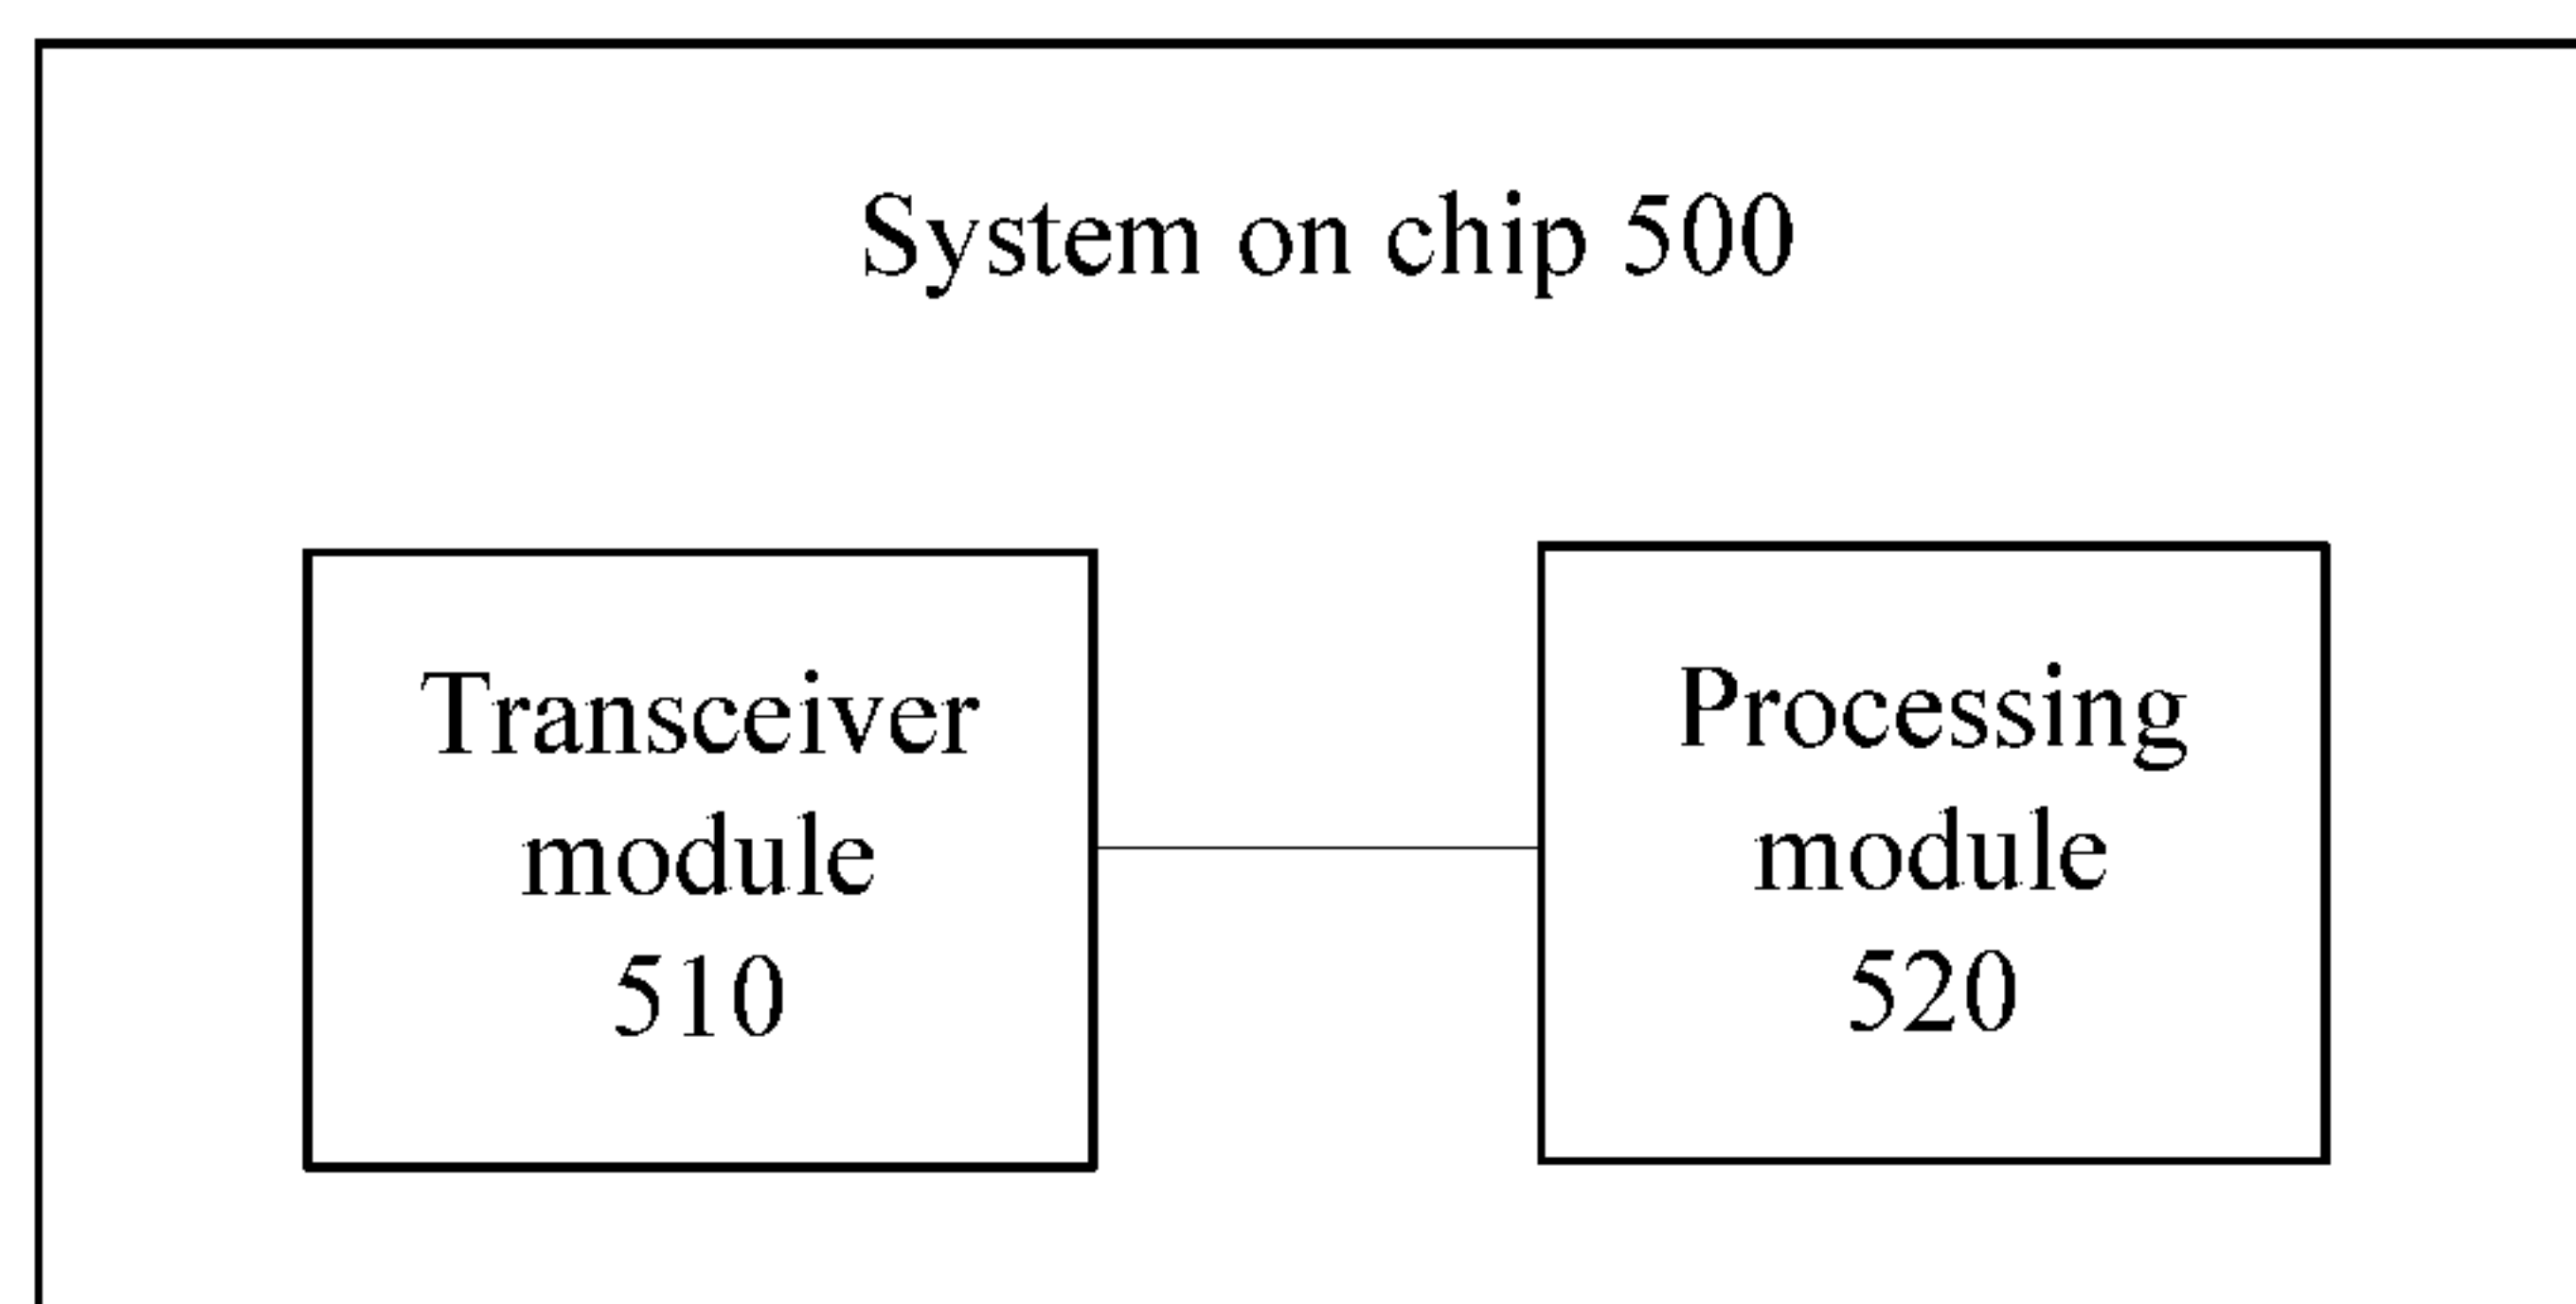 System on chip 500
Transceiver
module
510
Processing
module
520